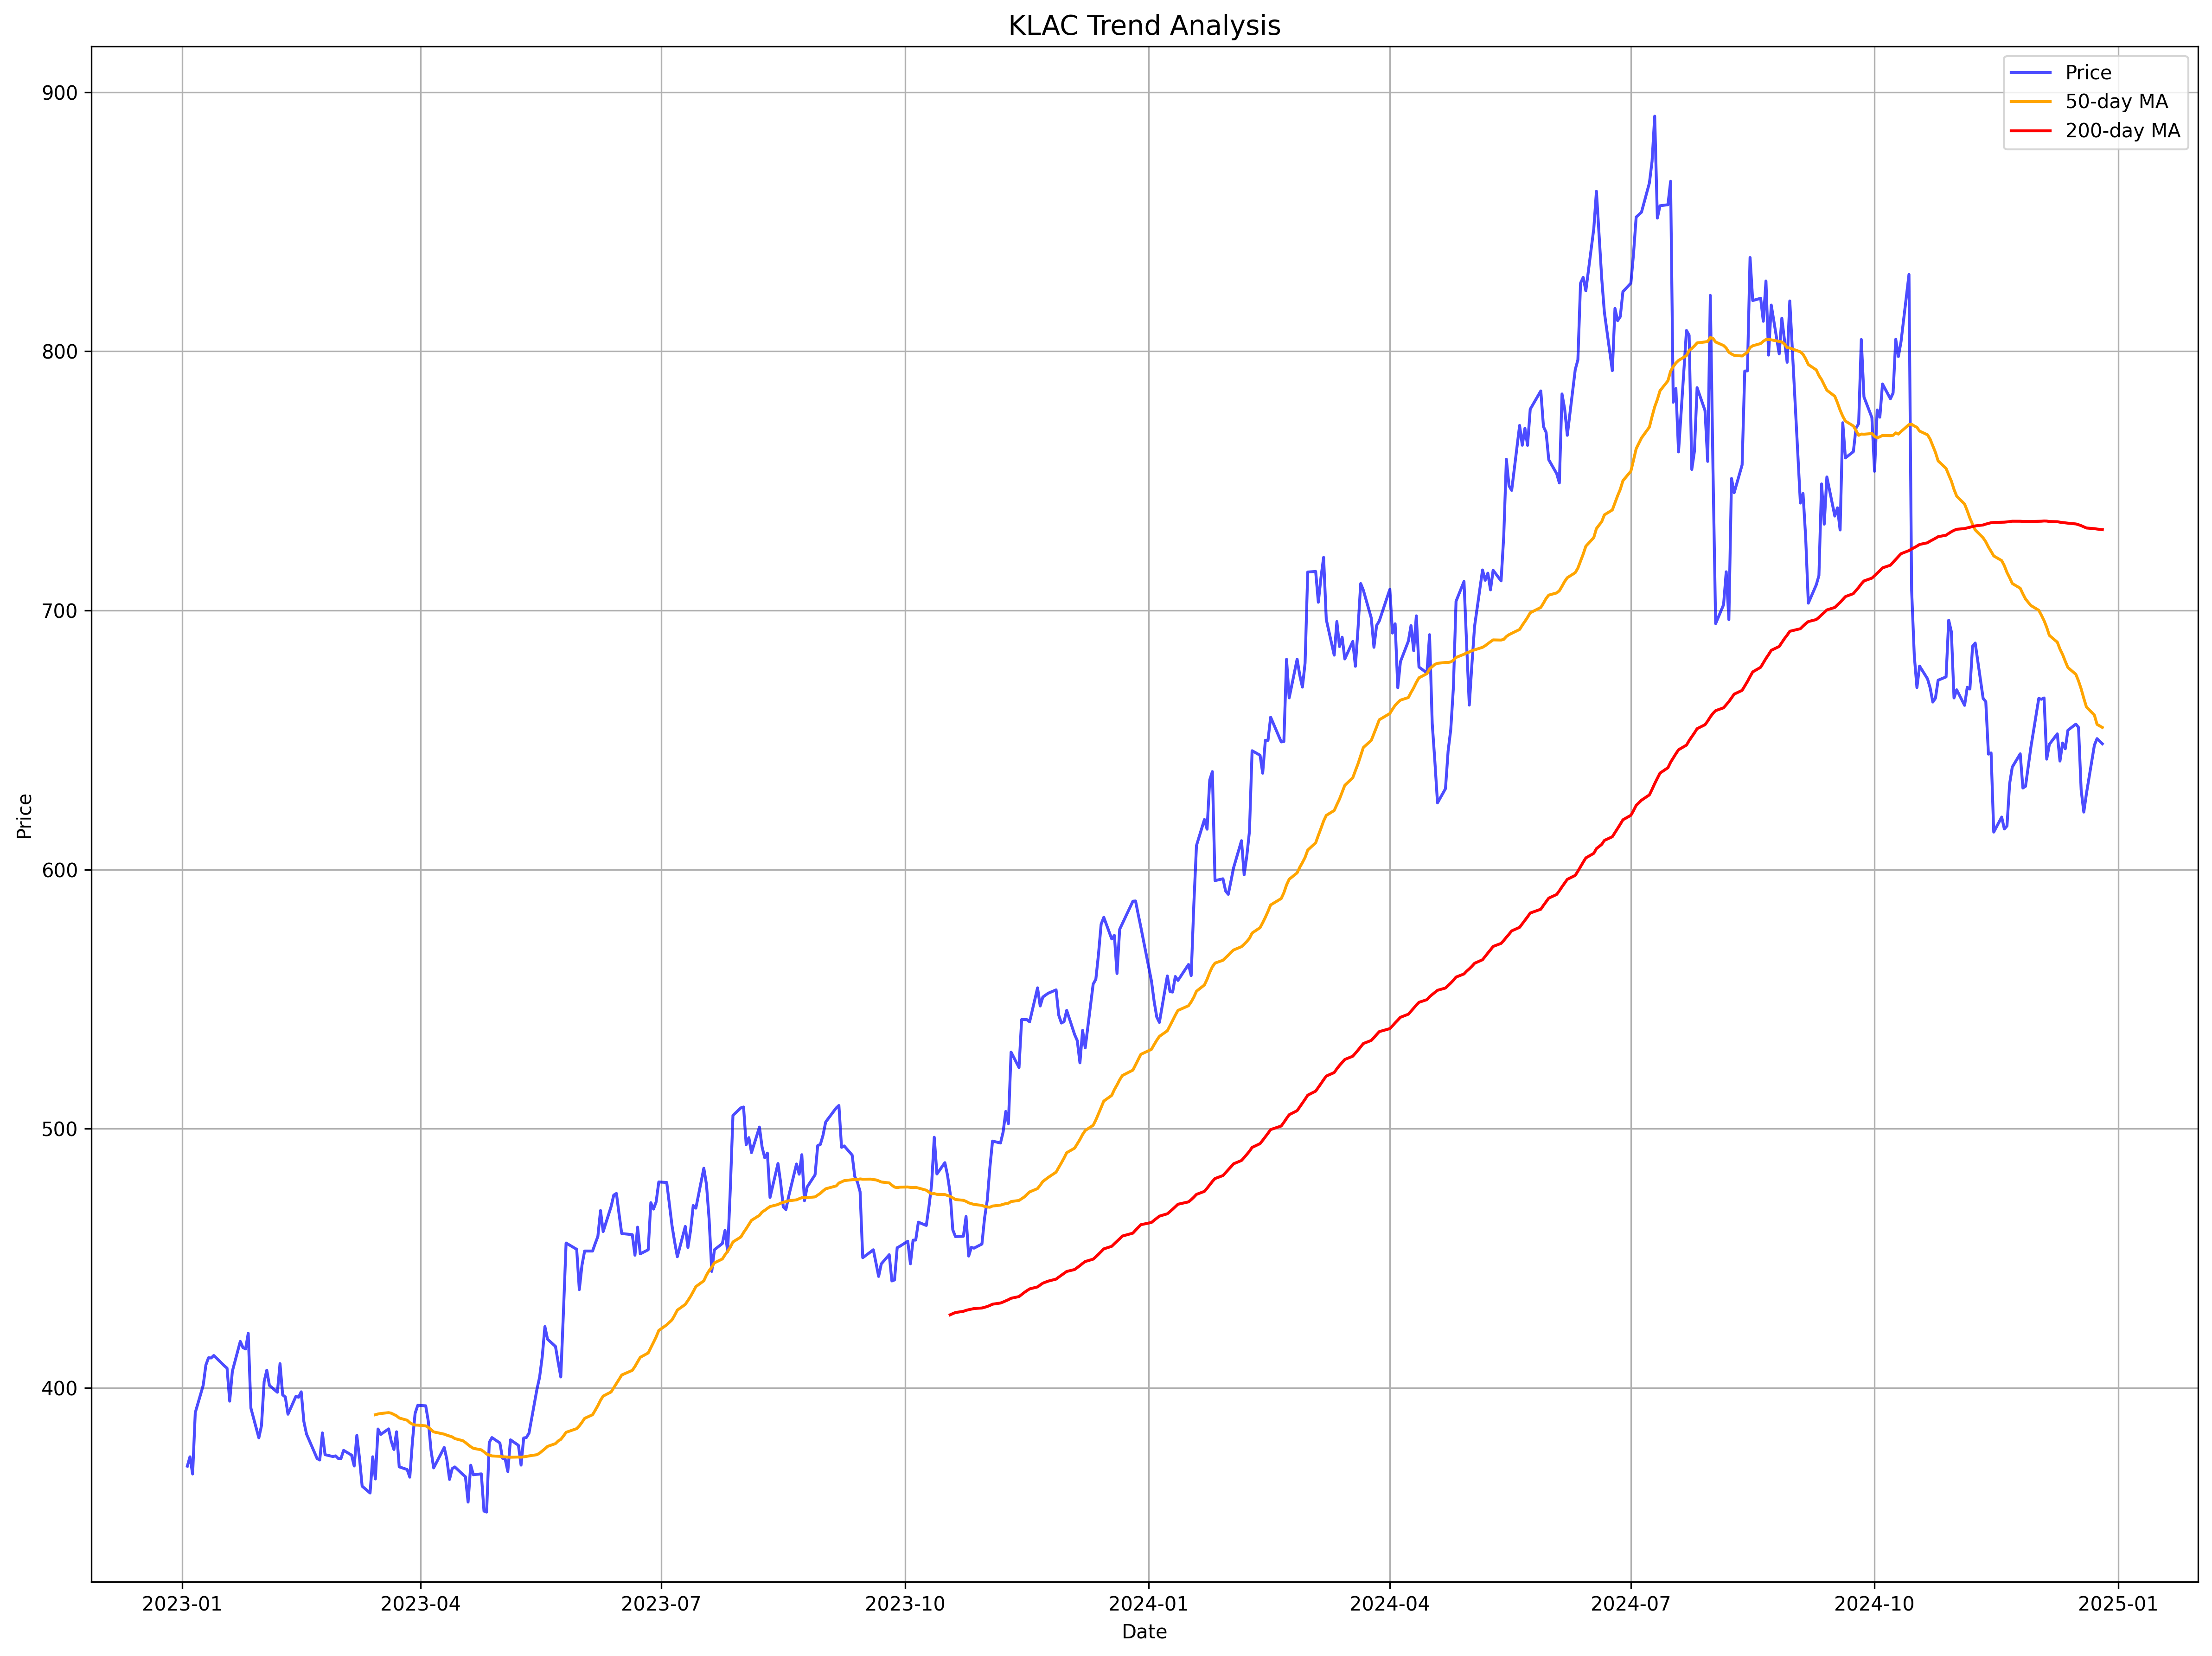 KLAC Trend Analysis
Price
50-day MA
200-day MA
900
800
700
600
500
400
Price
2023-01
2023-04
2023-07
2023-10
2024-01
2024-04
2024-07
2024-10
2025-01
Date